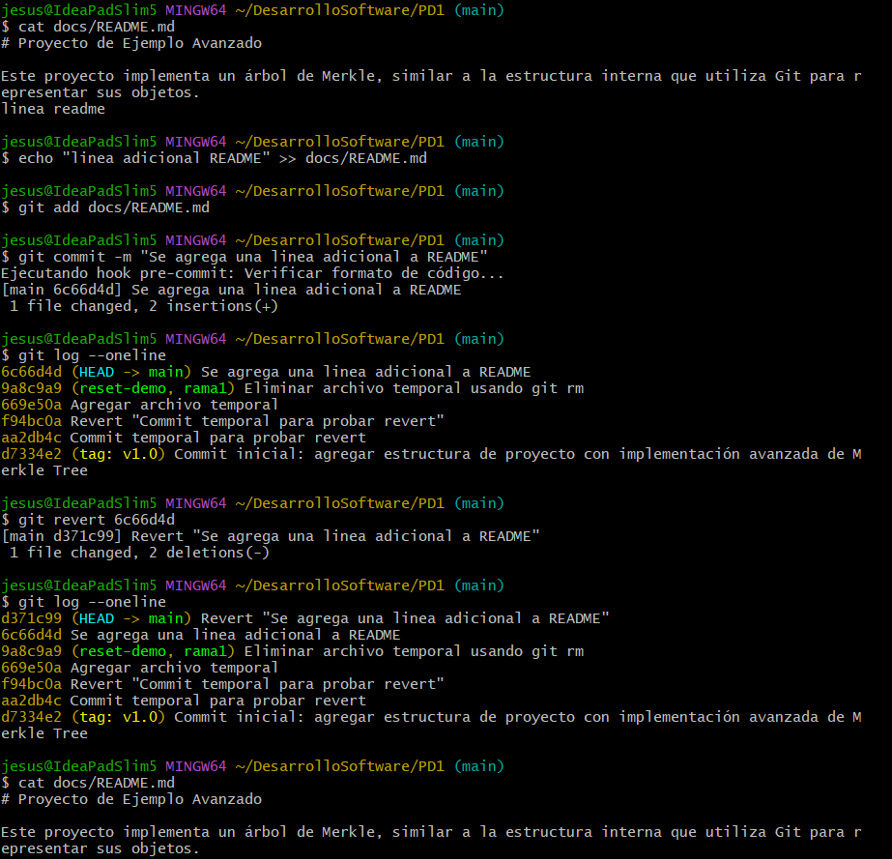 jesus@IdeaPadSlim5 MINGW64 ~/DesarrolloSoftware/PD1 (main)
$ cat docs/README.md
# Proyecto de Ejemplo Avanzado
Este proyecto implementa un árbol de Merkle, similar a la estructura interna que utiliza Git para r
epresentar sus objetos.
linea readme
jesus@IdeaPadSlim5 MINGW64 ~/DesarrolloSoftware/PD1 (main)
$ echo "linea adicional README" >> docs/README.md
jesus@IdeaPadSlim5 MINGW64 ~/DesarrolloSoftware/PD1 (main)
$ git add docs/README.md
jesus@IdeaPadSlim5 MINGW64 ~/DesarrolloSoftware/PD1 (main)
$ git commit -m "Se agrega una linea adicional a README"
Ejecutando hook pre-commit: Verificar formato de código...
[main 6c66d4d] Se agrega una linea adicional a README
 1 file changed, 2 insertions(+)
jesus@IdeaPadSlim5 MINGW64 ~/DesarrolloSoftware/PD1 (main)
$ git log --oneline
6c66d4d (HEAD -> main) Se agrega una linea adicional a README
9a8c9a9 (reset-demo, rama1) Eliminar archivo temporal usando git rm
669e50a Agregar archivo temporal
f94bc0a Revert "Commit temporal para probar revert"
aa2db4c Commit temporal para probar revert
d7334e2 (tag: v1.0) Commit inicial: agregar estructura de proyecto con implementación avanzada de M
erkle Tree
jesus@IdeaPadSlim5 MINGW64 ~/DesarrolloSoftware/PD1 (main)
$ git revert 6c66d4d
[main d371c99] Revert "Se agrega una linea adicional a README"
 1 file changed, 2 deletions(-)
jesus@IdeaPadSlim5 MINGW64 ~/DesarrolloSoftware/PD1 (main)
$ git log --oneline
d371c99 (HEAD -> main) Revert "Se agrega una linea adicional a README"
6c66d4d Se agrega una linea adicional a README
9a8c9a9 (reset-demo, rama1) Eliminar archivo temporal usando git rm
669e50a Agregar archivo temporal
f94bc0a Revert "Commit temporal para probar revert"
aa2db4c Commit temporal para probar revert
d7334e2 (tag: v1.0) Commit inicial: agregar estructura de proyecto con implementación avanzada de M
erkle Tree
jesus@IdeaPadSlim5 MINGW64 ~/DesarrolloSoftware/PD1 (main)
$ cat docs/README.md
# Proyecto de Ejemplo Avanzado
Este proyecto implementa un árbol de Merkle, similar a la estructura interna que utiliza Git para r
epresentar sus objetos.